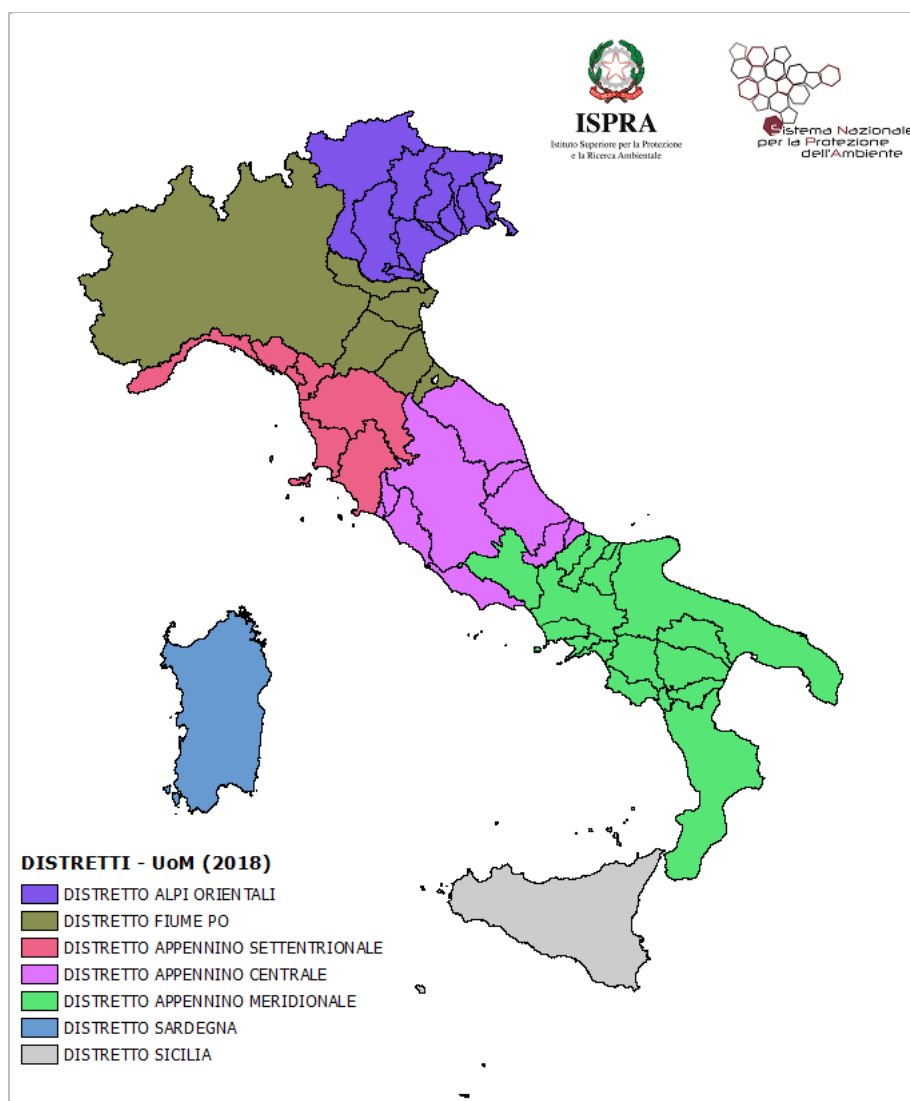 ISPRA
Istituto Superiore per la Protezione
e la Ricerca Ambientale
Sistema Nazionale
per la Protezione
dell'Ambiente
DISTRETTI - UoM (2018)
DISTRETTO ALPI ORIENTALI
DISTRETTO FIUME PO
DISTRETTO APPENNINO SETTENTRIONALE
DISTRETTO APPENNINO CENTRALE
DISTRETTO APPENNINO MERIDIONALE
DISTRETTO SARDEGNA
DISTRETTO SICILIA